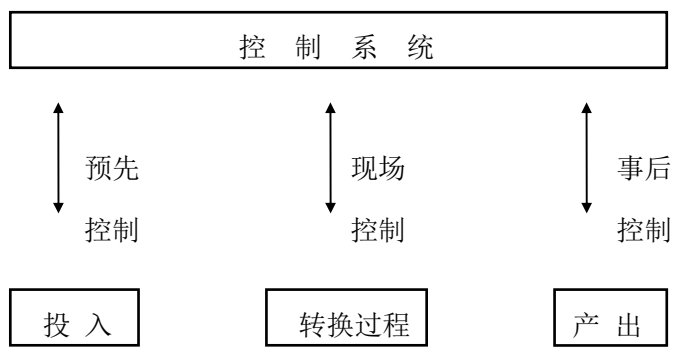 控 制 系 统
预先 现场 事后
控制 控制 控制
投 入 转换过程 产 出